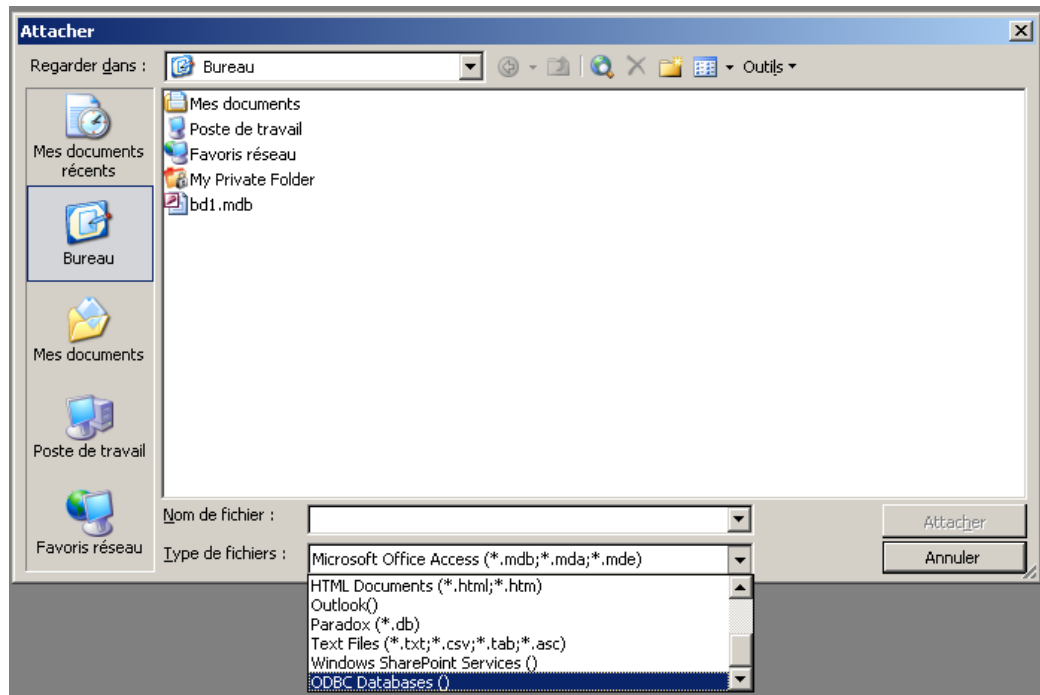 Attacher
Regarder dans :
Bureau
Outils
Mes documents récents
Bureau
Mes documents
Poste de travail
Favoris réseau
Mes documents
Poste de travail
Favoris réseau
My Private Folder
bd1.mdb
Nom de fichier :
Attacher
Type de fichiers :
Microsoft Office Access (*.mdb;*.mda;*.mde)
Annuler
HTML Documents (*.html;*.htm)
Outlook()
Paradox (*.db)
Text Files (*.txt;*.csv;*.tab;*.asc)
Windows SharePoint Services ()
ODBC Databases ()